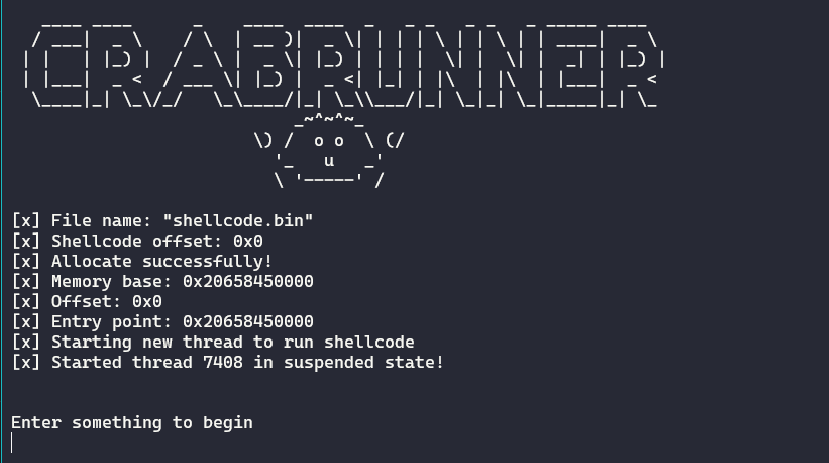 CRABRUNNER
[x] File name: "shellcode.bin"
[x] Shellcode offset: 0x0
[x] Allocate successfully!
[x] Memory base: 0x20658450000
[x] Offset: 0x0
[x] Entry point: 0x20658450000
[x] Starting new thread to run shellcode
[x] Started thread 7408 in suspended state!
Enter something to begin